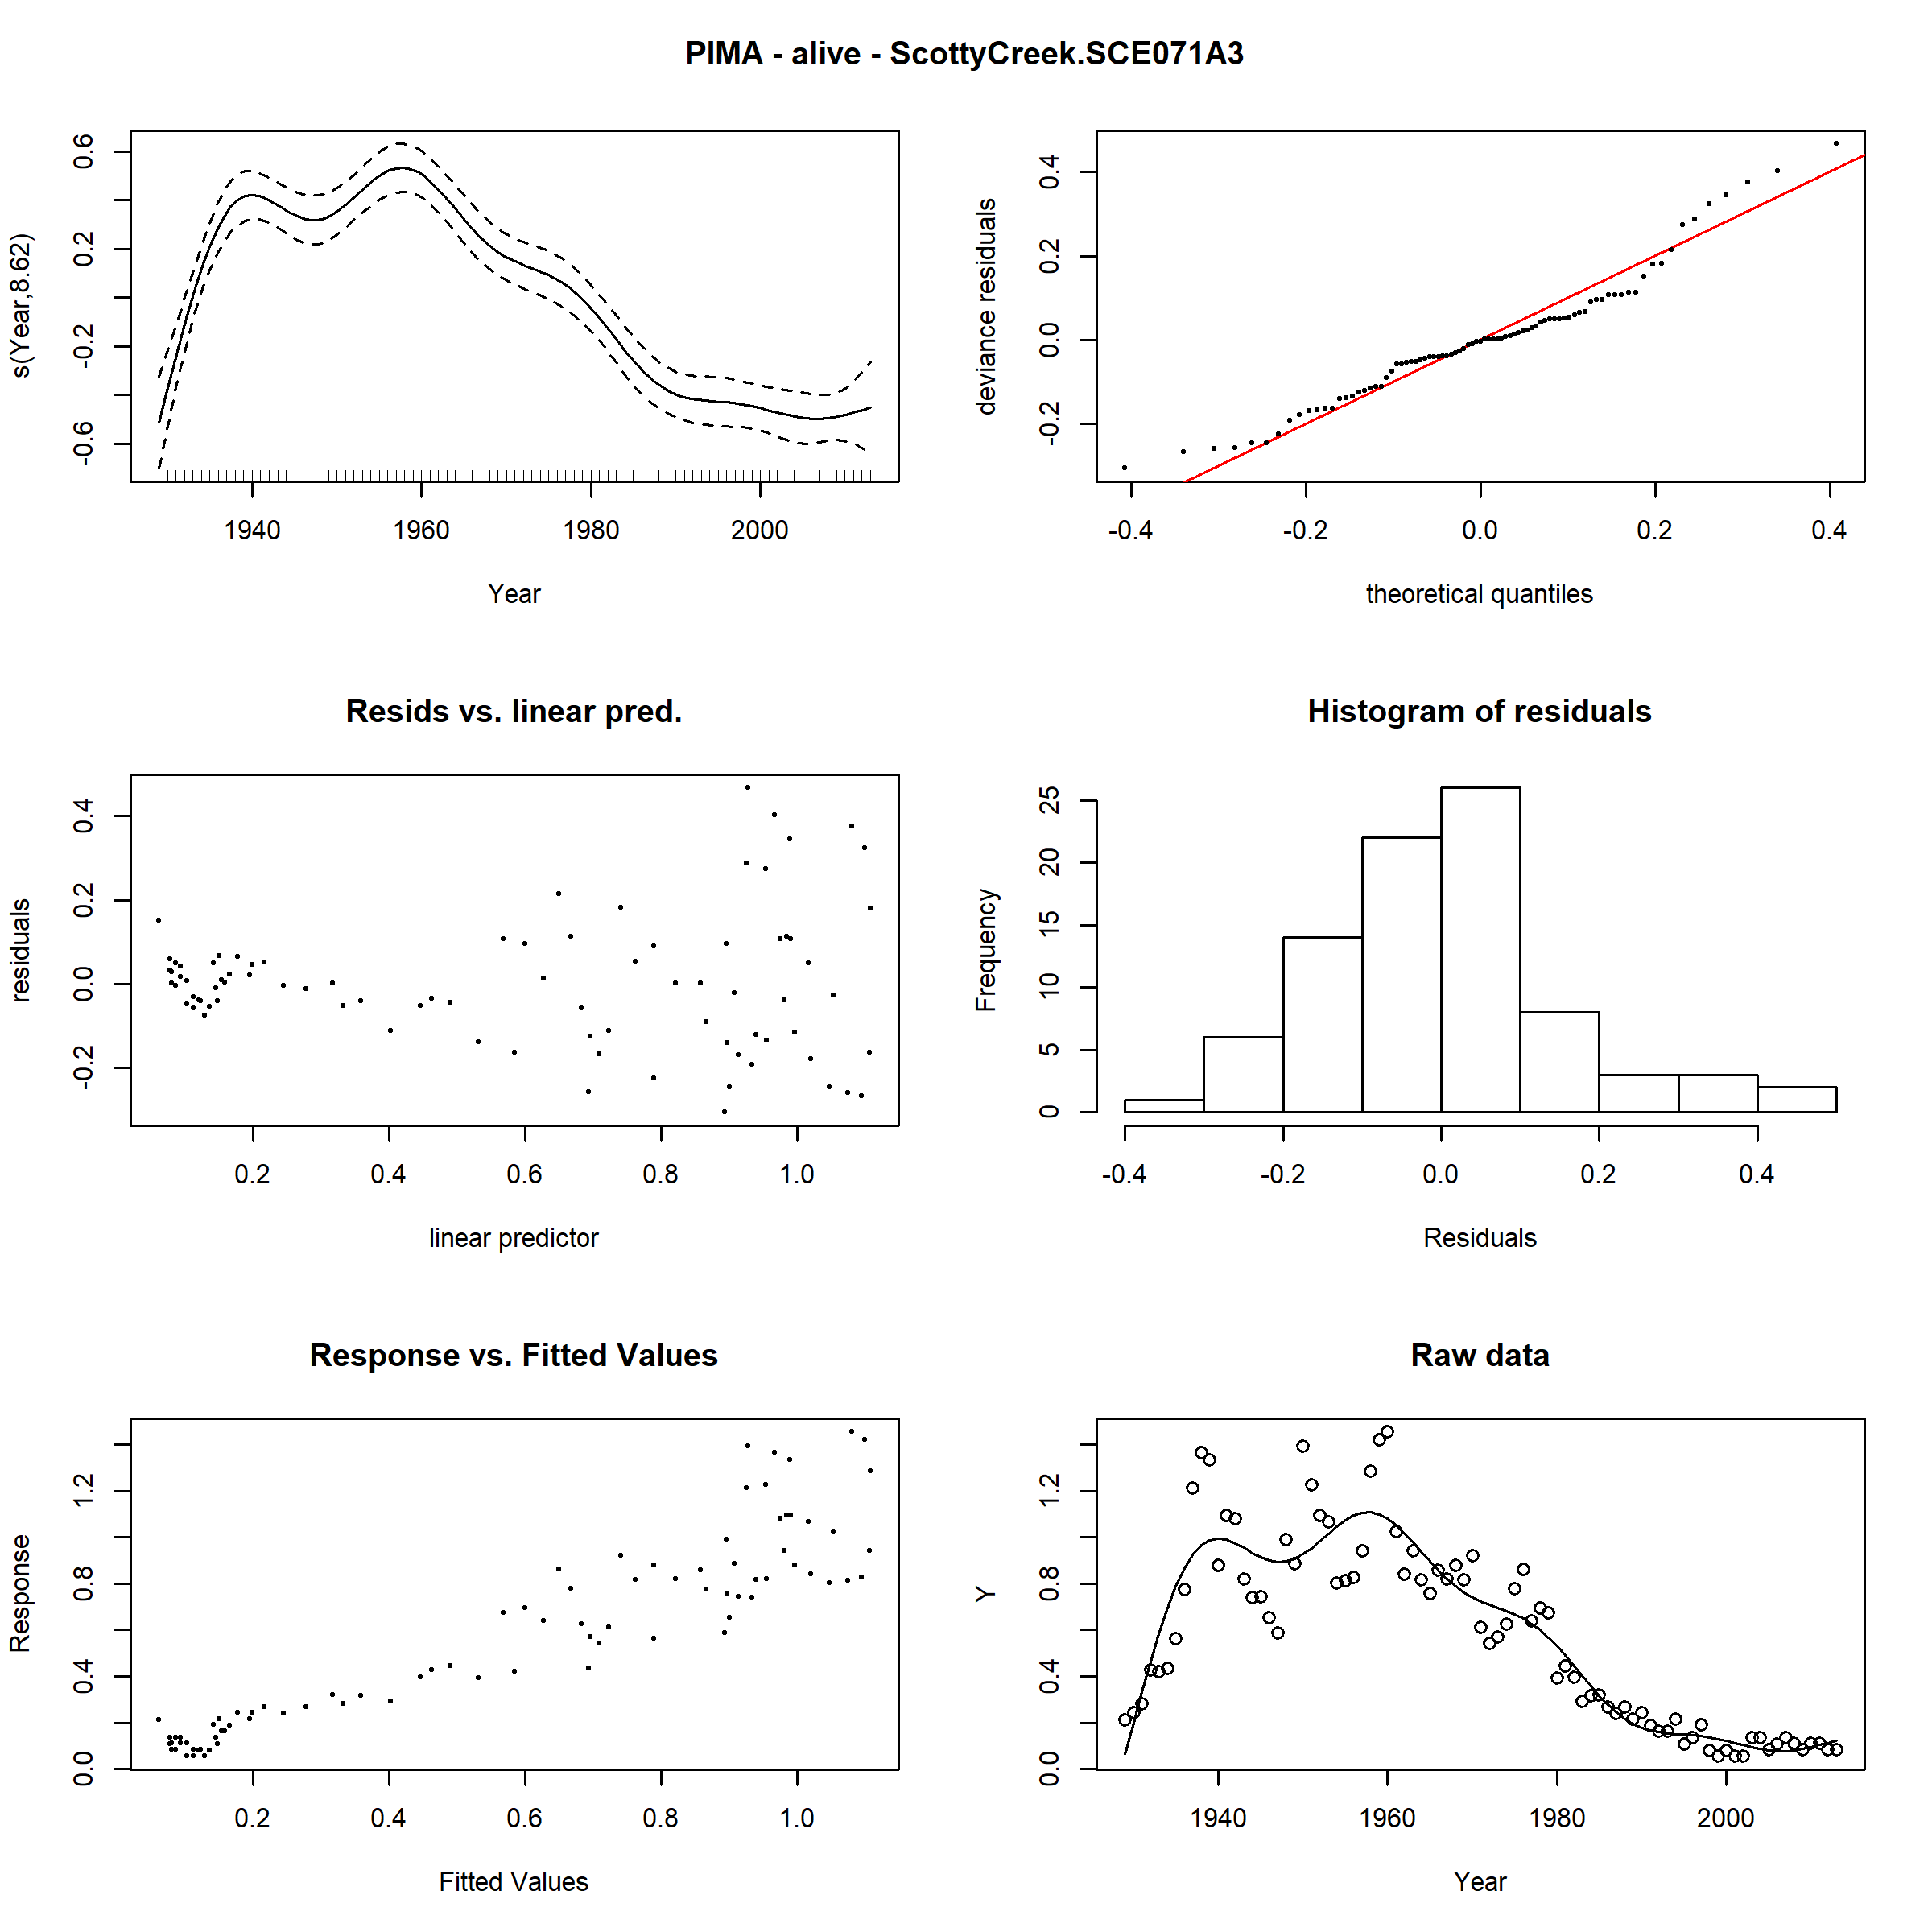 PIMA - alive - ScottyCreek.SCE071A3
s(Year,8.62)
-0.6 -0.2 0.2 0.6
1940 1960 1980 2000
Year
deviance residuals
-0.2 0.0 0.2 0.4
-0.4 -0.2 0.0 0.2 0.4
theoretical quantiles
Resids vs. linear pred.
residuals
-0.2 0.0 0.2 0.4
0.2 0.4 0.6 0.8 1.0
linear predictor
Histogram of residuals
Frequency
0 5 10 15 20 25
-0.4 -0.2 0.0 0.2 0.4
Residuals
Response vs. Fitted Values
Response
0.0 0.4 0.8 1.2
0.2 0.4 0.6 0.8 1.0
Fitted Values
Raw data
Y
0.0 0.4 0.8 1.2
1940 1960 1980 2000
Year